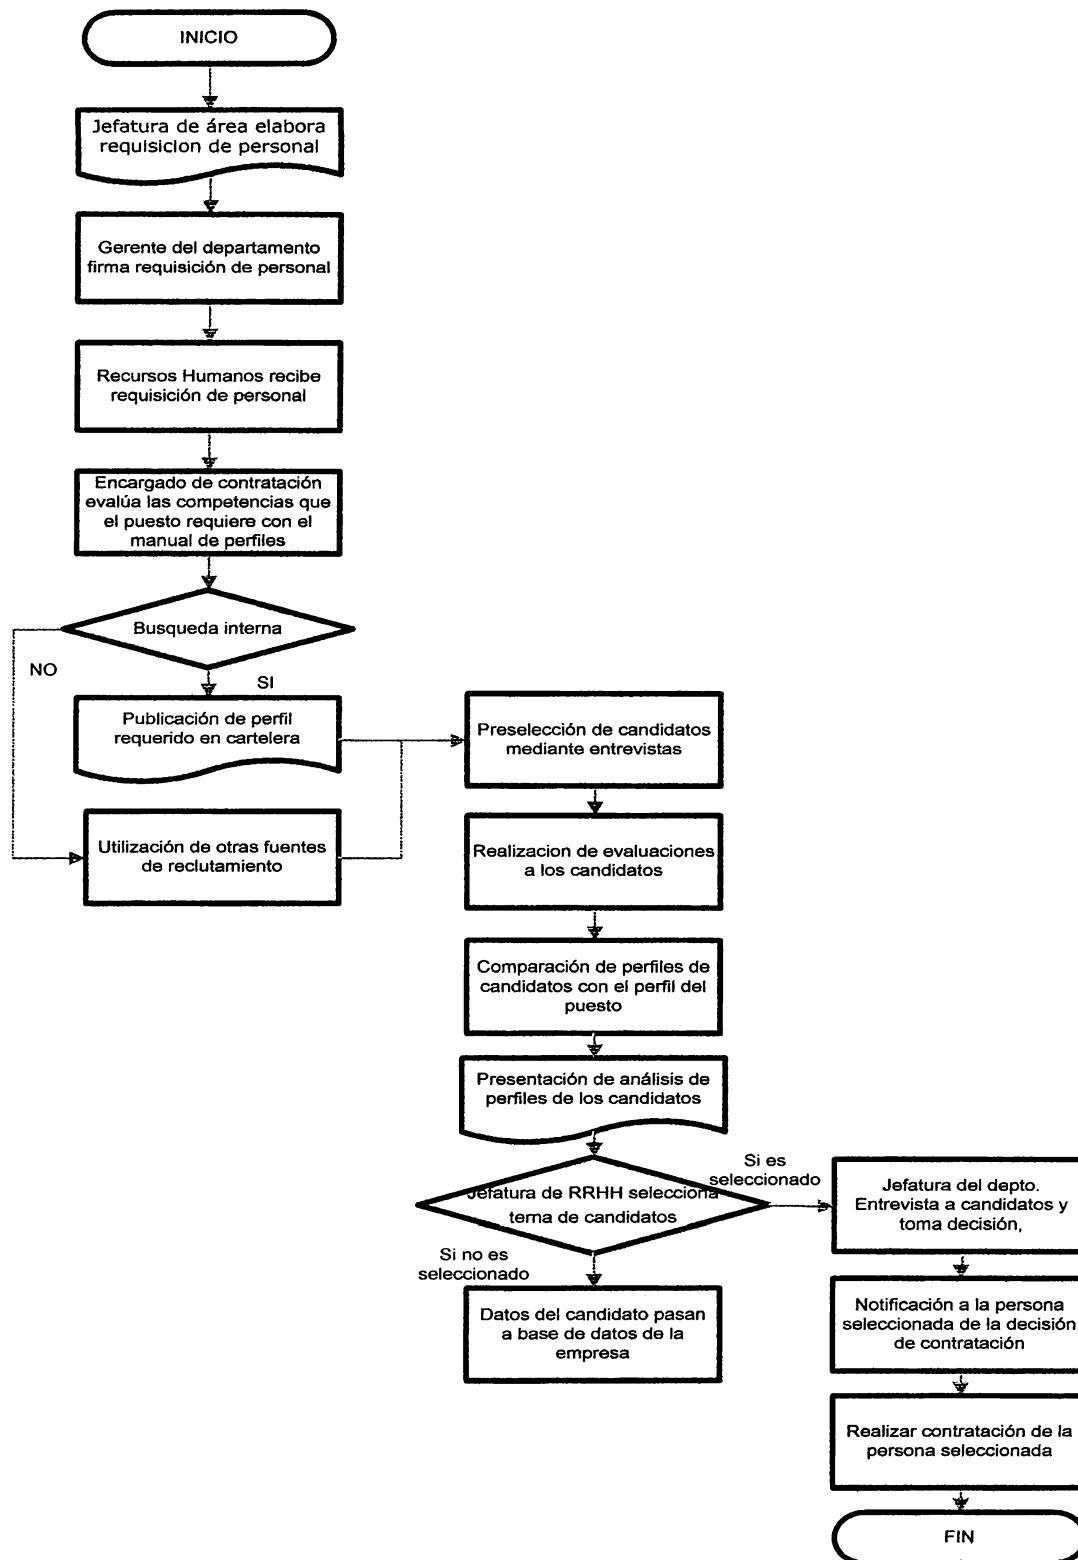 INICIO
Jefatura de área elabora
requisicion de personal
Gerente del departamento
firma requisición de personal
Recursos Humanos recibe
requisición de personal
Encargado de contratación
evalúa las competencias que
el puesto requiere con el
manual de perfiles
Busqueda interna
NO
SI
Publicación de perfil
requerido en cartelera
Utilización de otras fuentes
de reclutamiento
Preselección de candidatos
mediante entrevistas
Realizacion de evaluaciones
a los candidatos
Comparación de perfiles de
candidatos con el perfil del
puesto
Presentación de análisis de
perfiles de los candidatos
Jefatura de RRHH selecciona
terna de candidatos
Si es
seleccionado
Si no es
seleccionado
Datos del candidato pasan
a base de datos de la
empresa
Jefatura del depto.
Entrevista a candidatos y
toma decisión,
Notificación a la persona
seleccionada de la decisión
de contratación
Realizar contratación de la
persona seleccionada
FIN